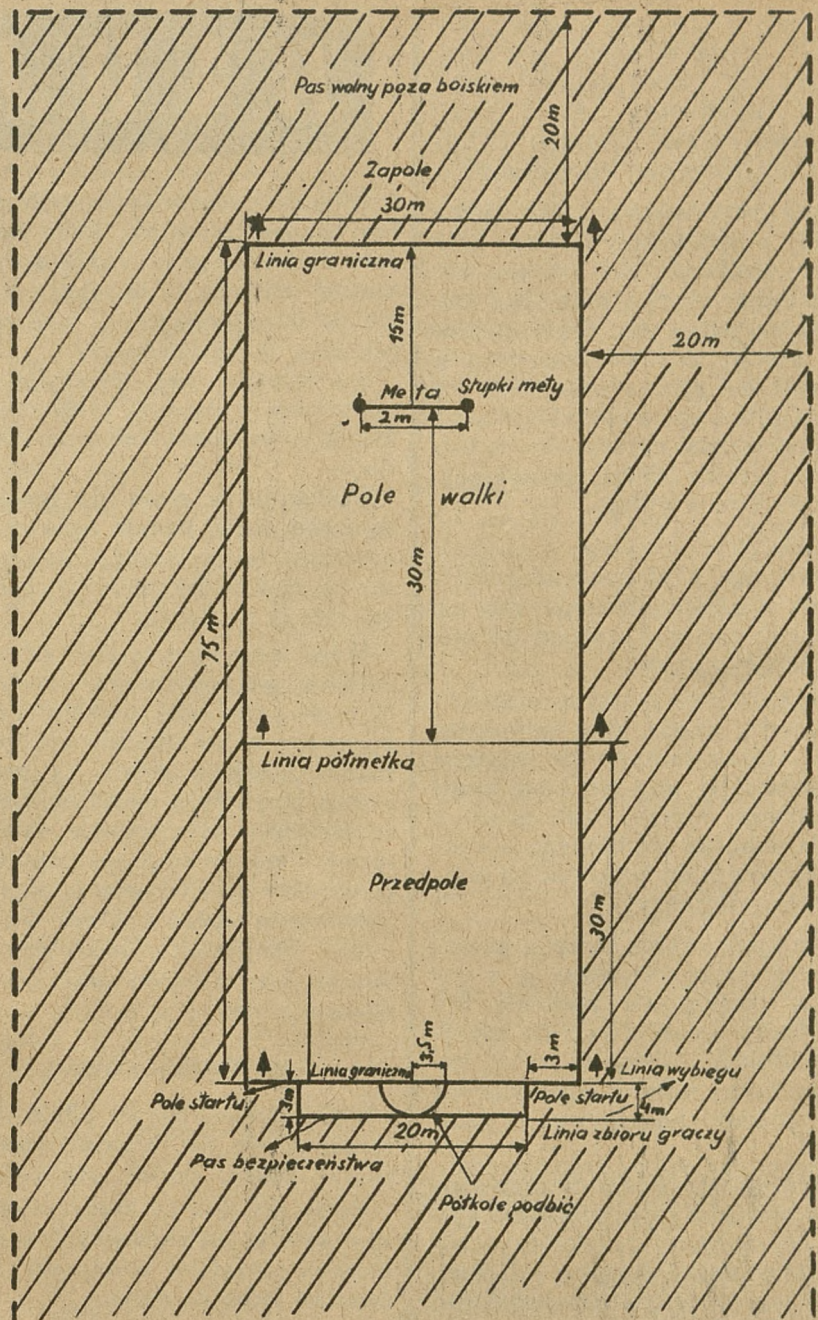 Pas wolny poza boiskiem
20m
Zapole
30m
Linia graniczna
15m
20m
Meta
Słupki mety
2m
Pole walki
30m
75m
Linia półmetka
Przedpole
30m
3,5m
3m
Linia graniczna
Linia wybiegu
Pole startu
3m
Pole startu
4m
20m
Linia zbioru graczy
Pas bezpieczeństwa
Półkole podbić